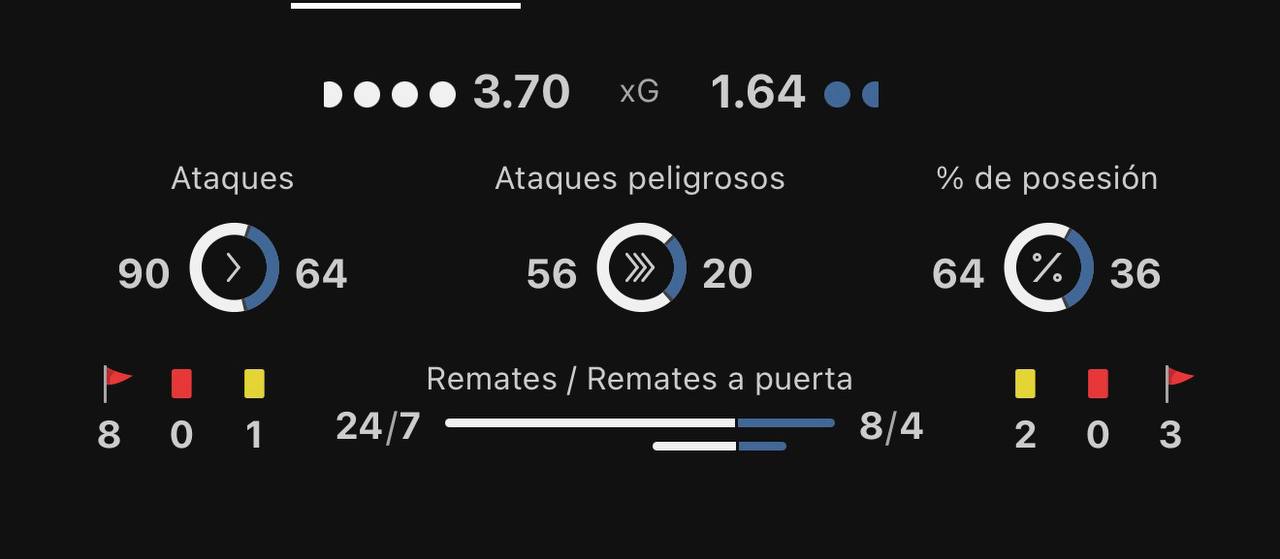 3.70 xG 1.64
Ataques Ataques peligrosos % de posesión
90 64 56 20 64 % 36
Remates / Remates a puerta
24/7 8/4
8 0 1 2 0 3